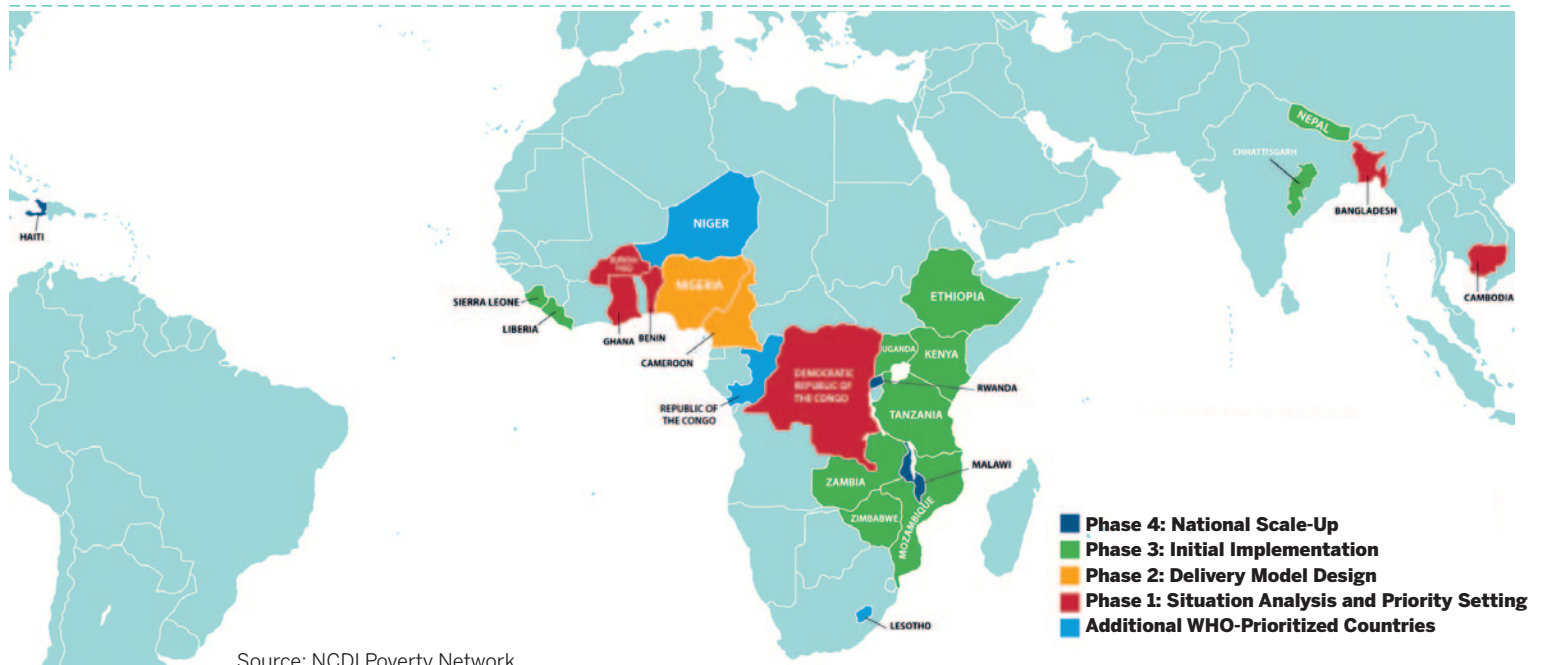 NEPAL
CHHATTISGARH
BANGLADESH
CAMBODIA
HAITI
NIGER
BURKINA
FASO
NIGERIA
SIERRA LEONE
LIBERIA
GHANA
BENIN
CAMEROON
ETHIOPIA
UGANDA
KENYA
DEMOCRATIC
REPUBLIC OF
THE CONGO
RWANDA
REPUBLIC OF
THE CONGO
TANZANIA
MALAWI
ZAMBIA
ZIMBABWE
MOZAMBIQUE
LESOTHO
Phase 4: National Scale-Up
Phase 3: Initial Implementation
Phase 2: Delivery Model Design
Phase 1: Situation Analysis and Priority Setting
Additional WHO-Prioritized Countries
Source: NCDI Poverty Network